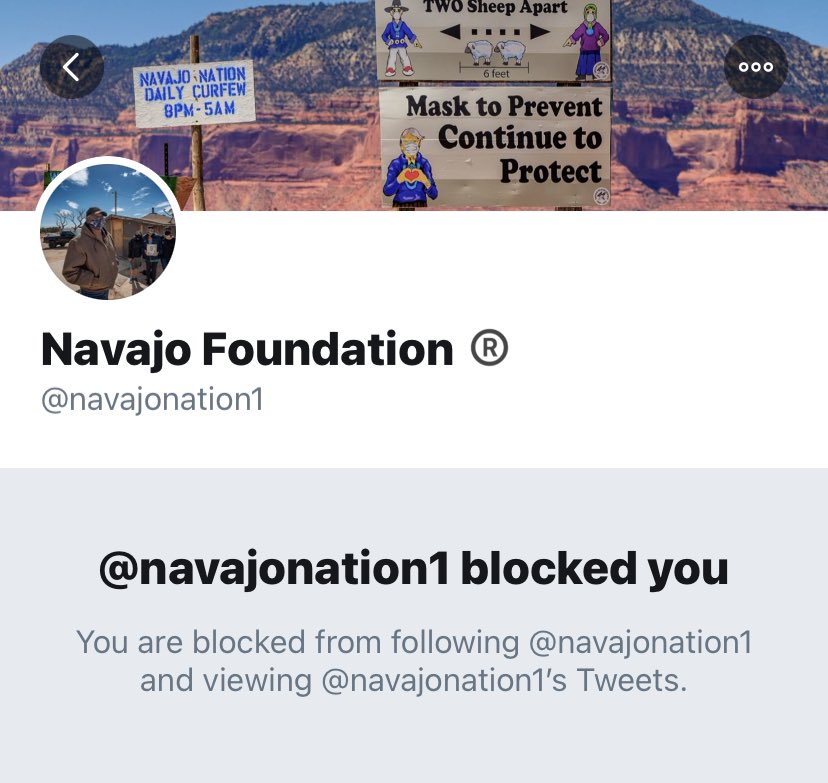 TWO Sheep Apart
6 feet
NAVAJO NATION
DAILY CURFEW
8PM-5AM
Mask to Prevent
Continue to
Protect
Navajo Foundation ®
@navajonation1
@navajonation1 blocked you
You are blocked from following @navajonation1
and viewing @navajonation1’s Tweets.